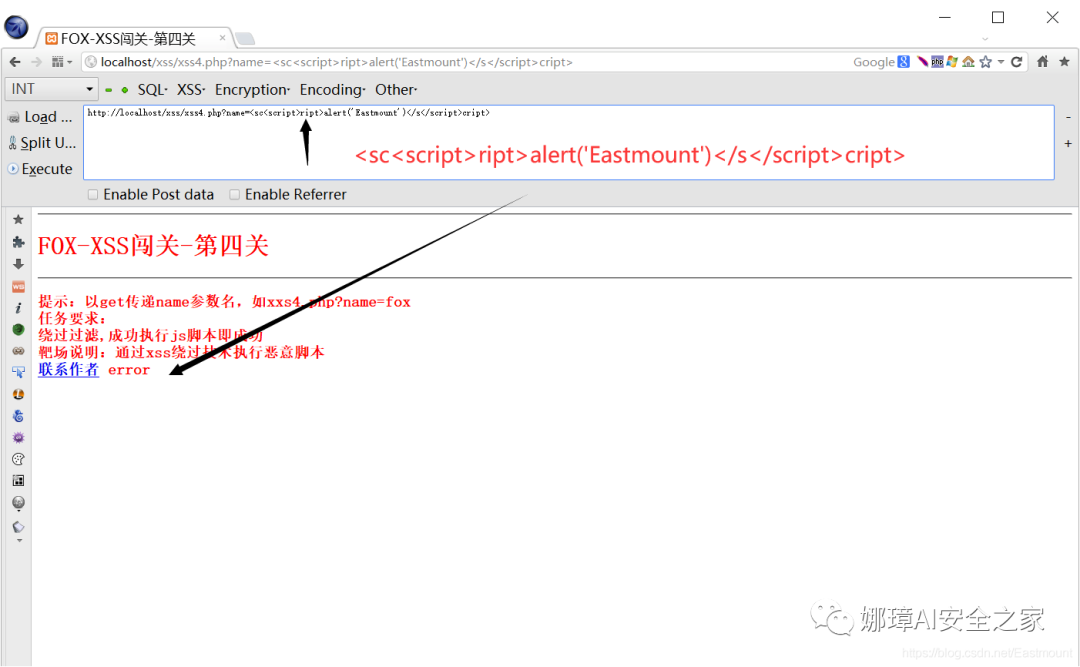 FOX-XSS闯关-第四关
localhost/xss/xss4.php?name=<sc<script>ript>alert('Eastmount')</s</script>cript>
Google
INT
SQL XSS Encryption Encoding Other
Load ...
http://localhost/xss/xss4.php?name=<sc<script>ript>alert('Eastmount')</s</script>cript>
Split U...
<sc<script>ript>alert('Eastmount')</s</script>cript>
Execute
Enable Post data Enable Referrer
FOX-XSS闯关-第四关
提示：以get传递name参数名，如xxs4.php?name=fox
任务要求：
绕过过滤,成功执行js脚本即成功
靶场说明：通过xss绕过技术执行恶意脚本
联系作者 error
娜璋AI安全之家
https://blog.csdn.net/Eastmount